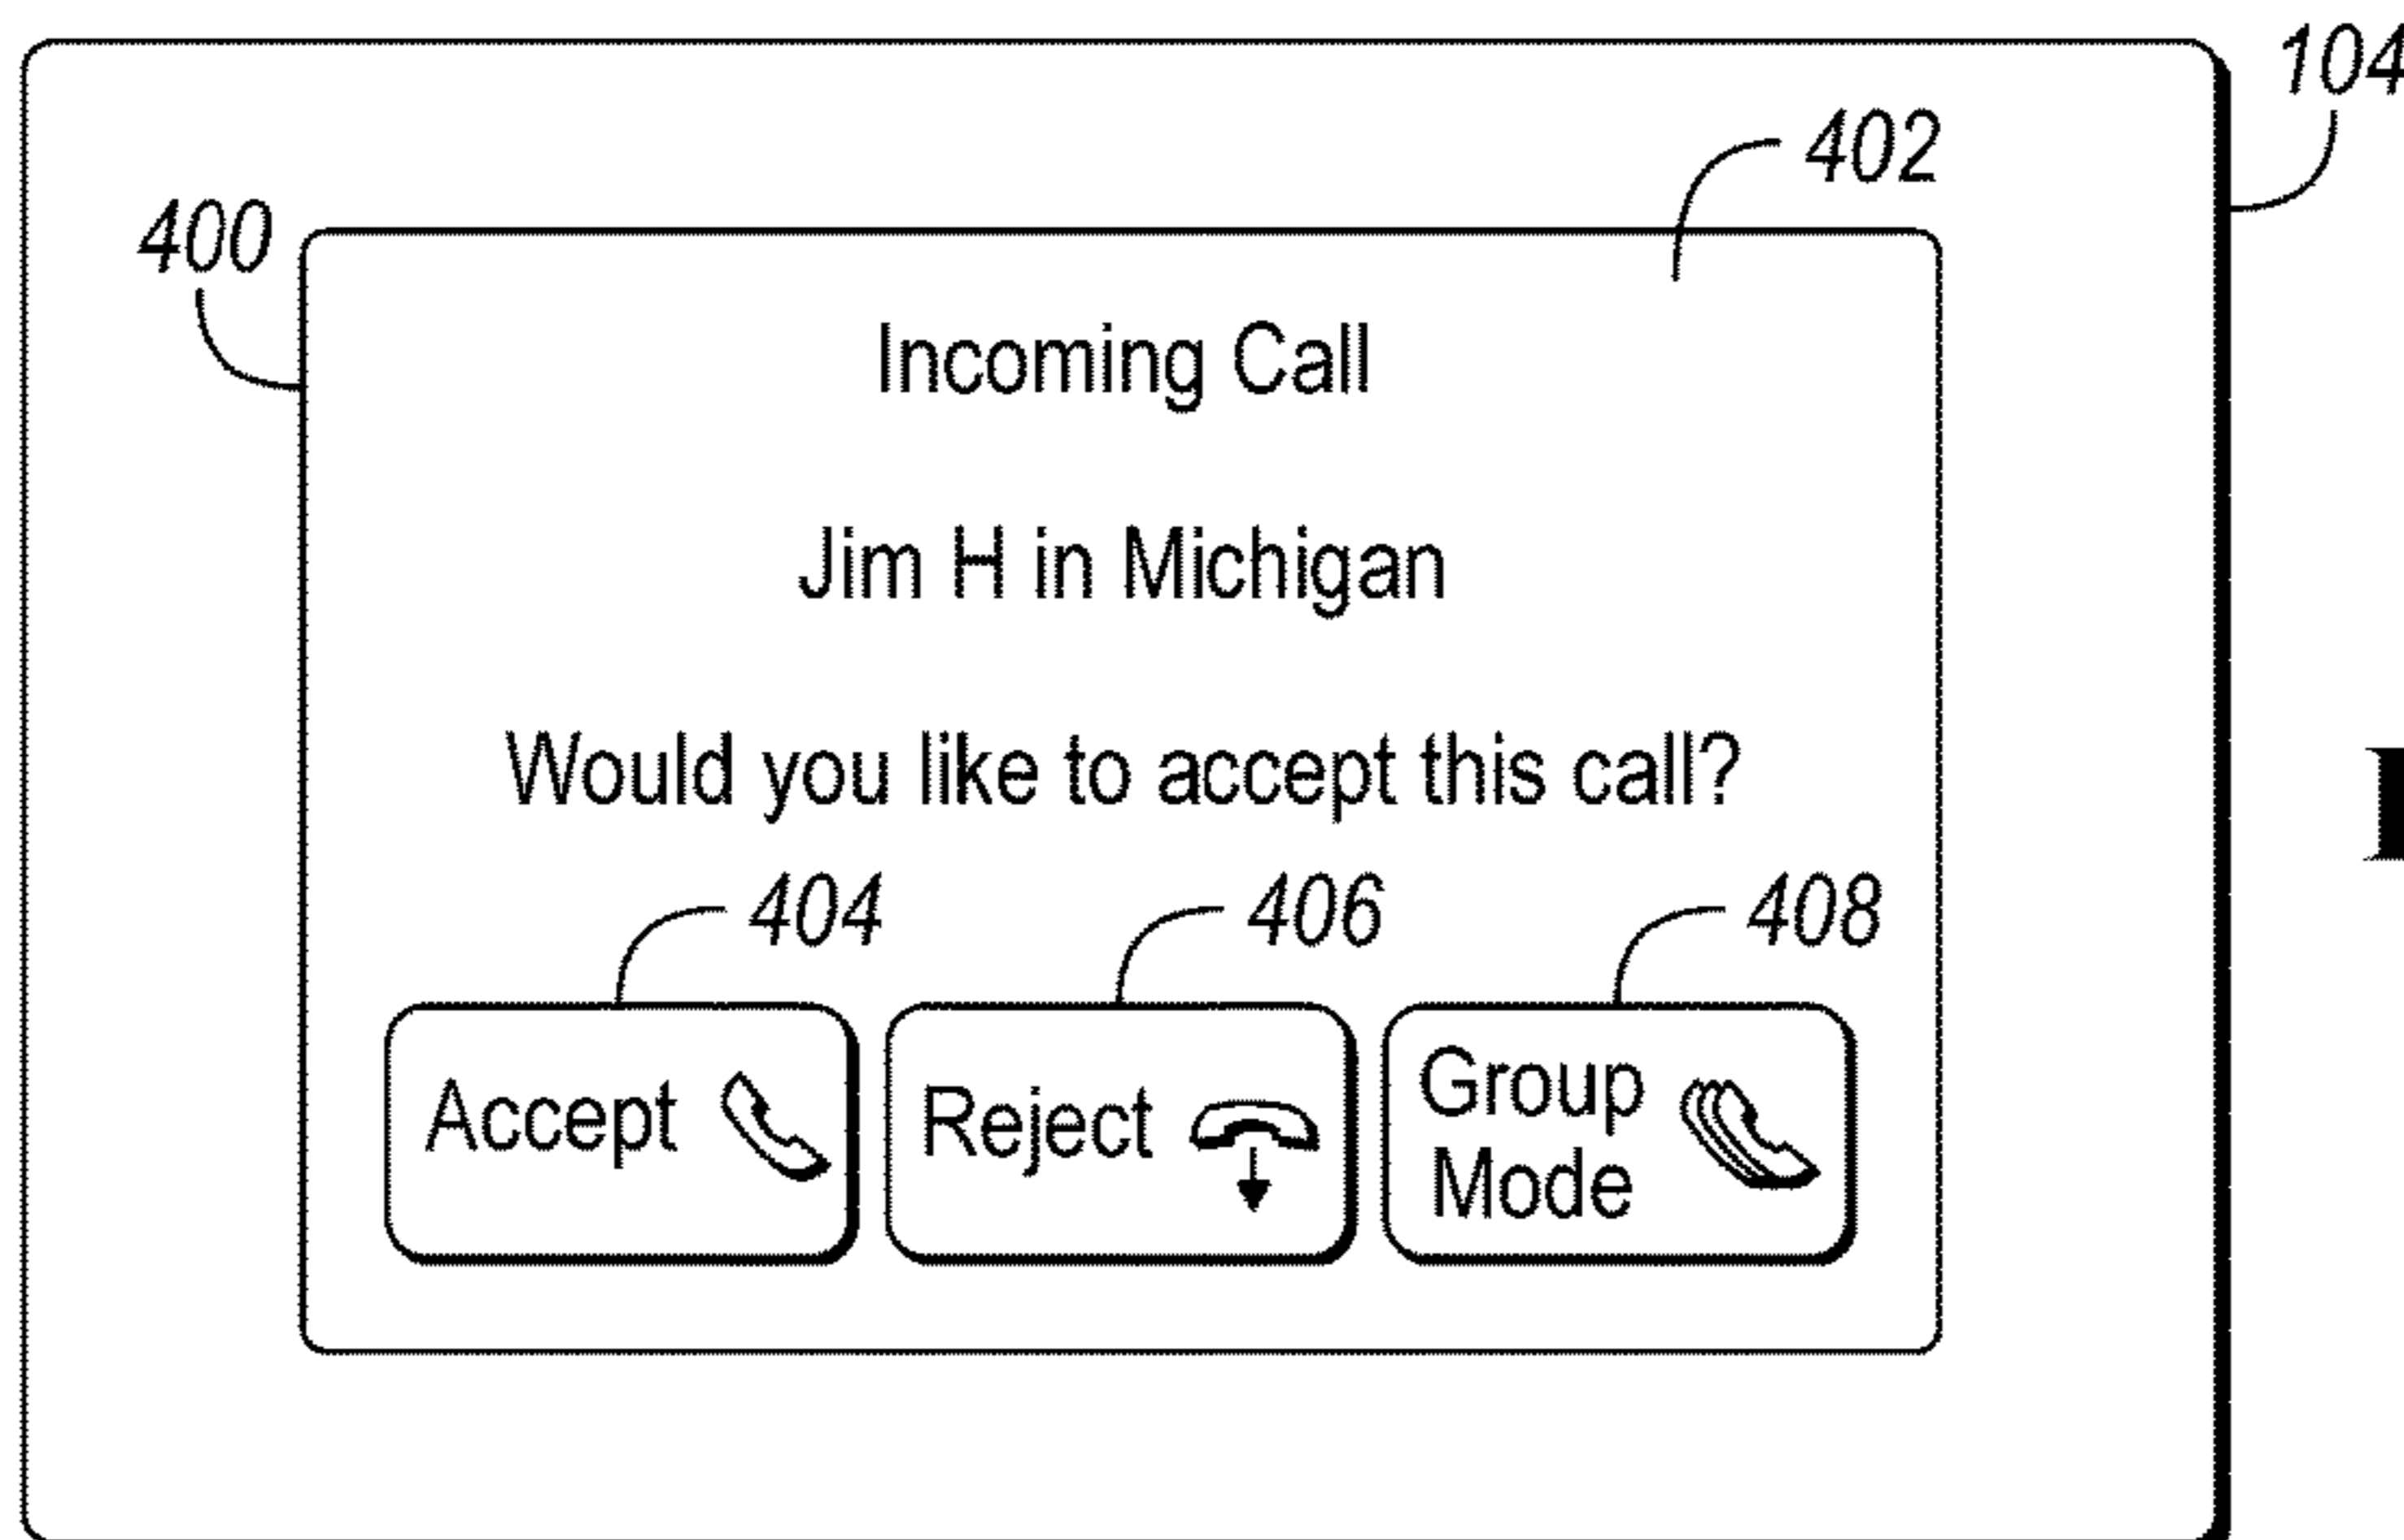 104
402
400
Incoming Call
Jim H in Michigan
Would you like to accept this call?
404 406 408
Accept Reject Group
Mode